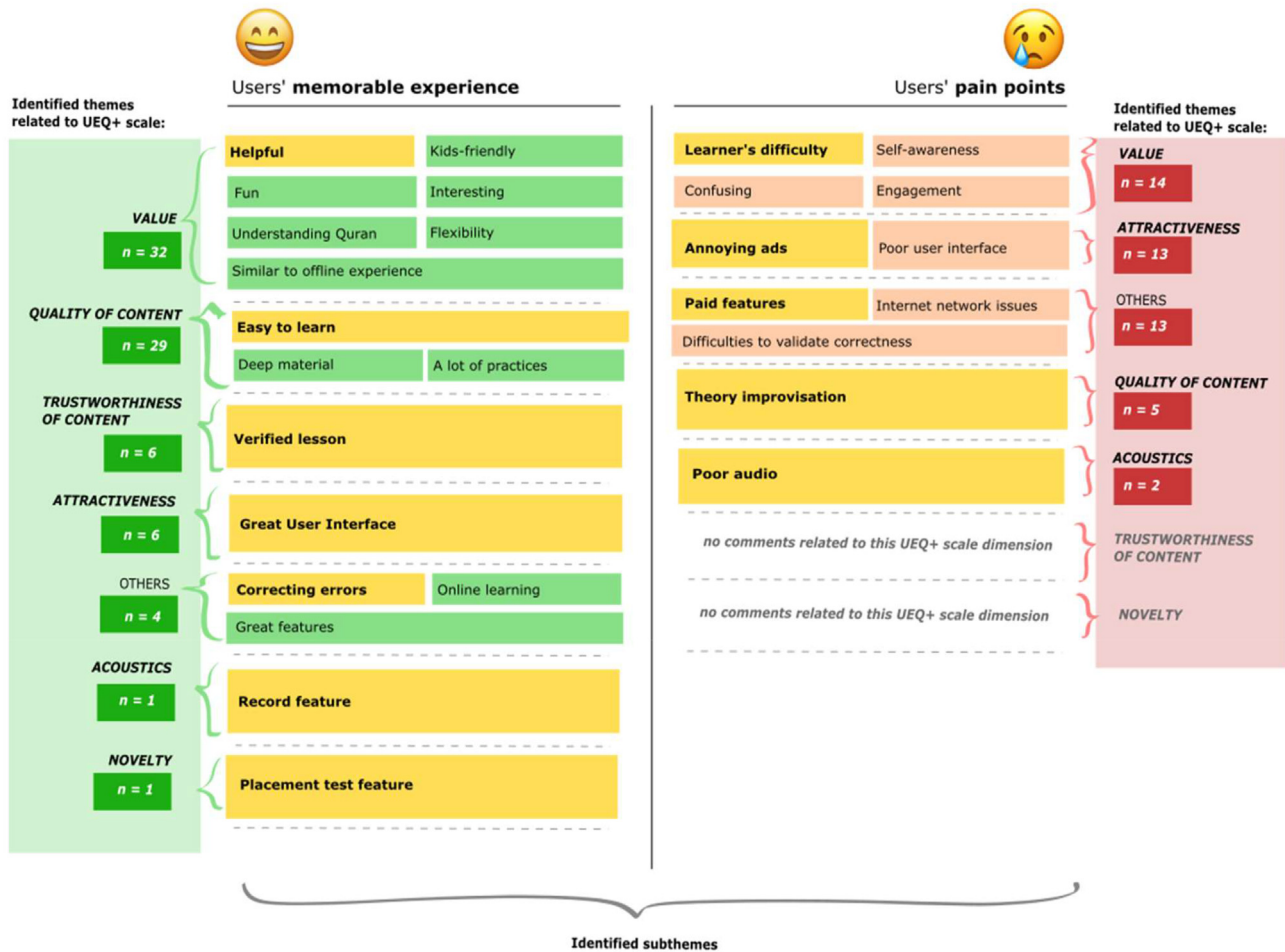 Users' memorable experience
Identified themes
related to UEQ+ scale:
VALUE
n = 32
Helpful
Kids-friendly
Fun
Interesting
Understanding Quran
Flexibility
Similar to offline experience
QUALITY OF CONTENT
n = 29
Easy to learn
Deep material
A lot of practices
TRUSTWORTHINESS
OF CONTENT
n = 6
Verified lesson
ATTRACTIVENESS
n = 6
Great User Interface
OTHERS
n = 4
Correcting errors
Online learning
Great features
ACOUSTICS
n = 1
Record feature
NOVELTY
n = 1
Placement test feature
Users' pain points
Identified themes
related to UEQ+ scale:
Learner's difficulty
Self-awareness
Confusing
Engagement
VALUE
n = 14
Annoying ads
Poor user interface
ATTRACTIVENESS
n = 13
Paid features
Internet network issues
Difficulties to validate correctness
OTHERS
n = 13
Theory improvisation
QUALITY OF CONTENT
n = 5
Poor audio
ACOUSTICS
n = 2
no comments related to this UEQ+ scale dimension
TRUSTWORTHINESS
OF CONTENT
no comments related to this UEQ+ scale dimension
NOVELTY
Identified subthemes